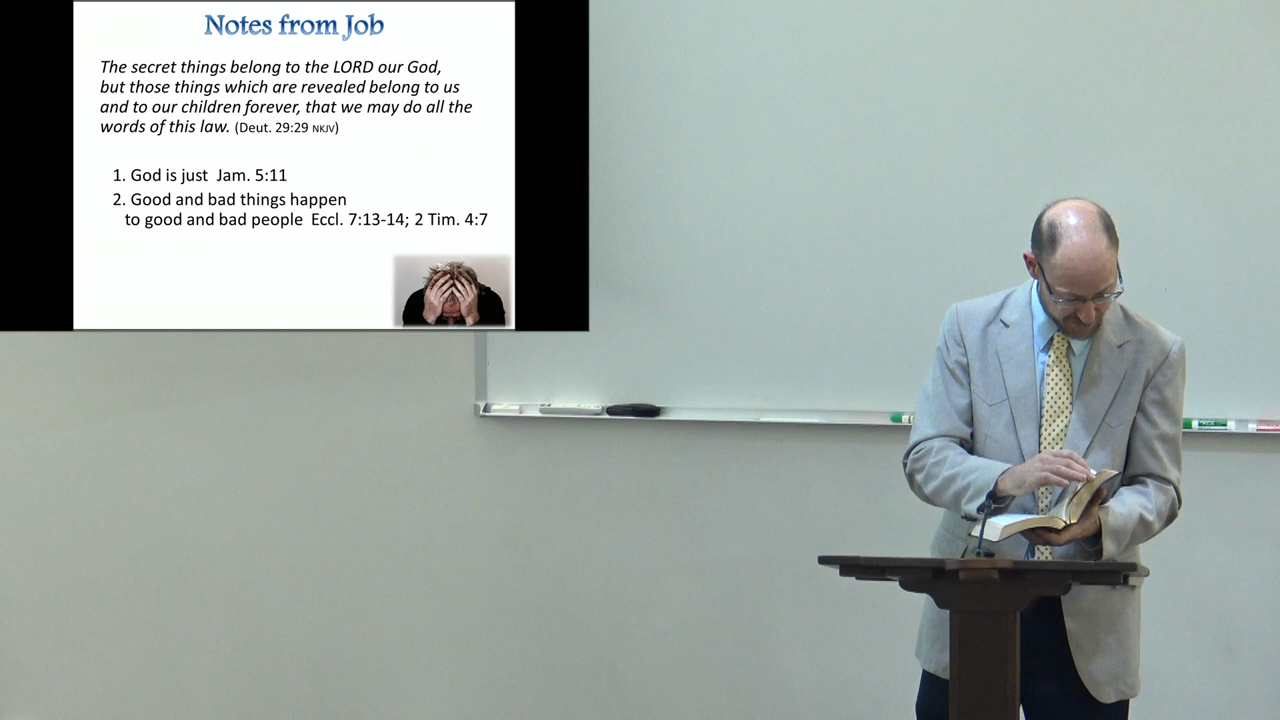 Notes from Job
The secret things belong to the LORD our God,
but those things which are revealed belong to us
and to our children forever, that we may do all the
words of this law. (Deut. 29:29 NKJV)
1. God is just  Jam. 5:11
2. Good and bad things happen
to good and bad people  Eccl. 7:13-14; 2 Tim. 4:7